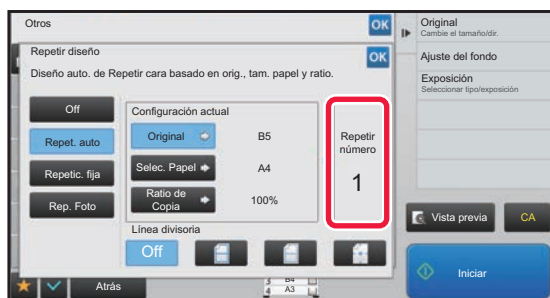 Otros
OK
Repetir diseño
OK
Diseño auto. de Repetir cara basado en orig., tam. papel y ratio.
Off
Repet. auto
Repetic. fija
Rep. Foto
Configuración actual
Original
B5
Selec. Papel
A4
Ratio de
Copia
100%
Repetir
número
1
Línea divisoria
Off
Atrás
3 B4
4 A3
Original
Cambie el tamaño/dir.
Ajuste del fondo
Exposición
Seleccionar tipo/exposición
Vista previa
CA
Iniciar